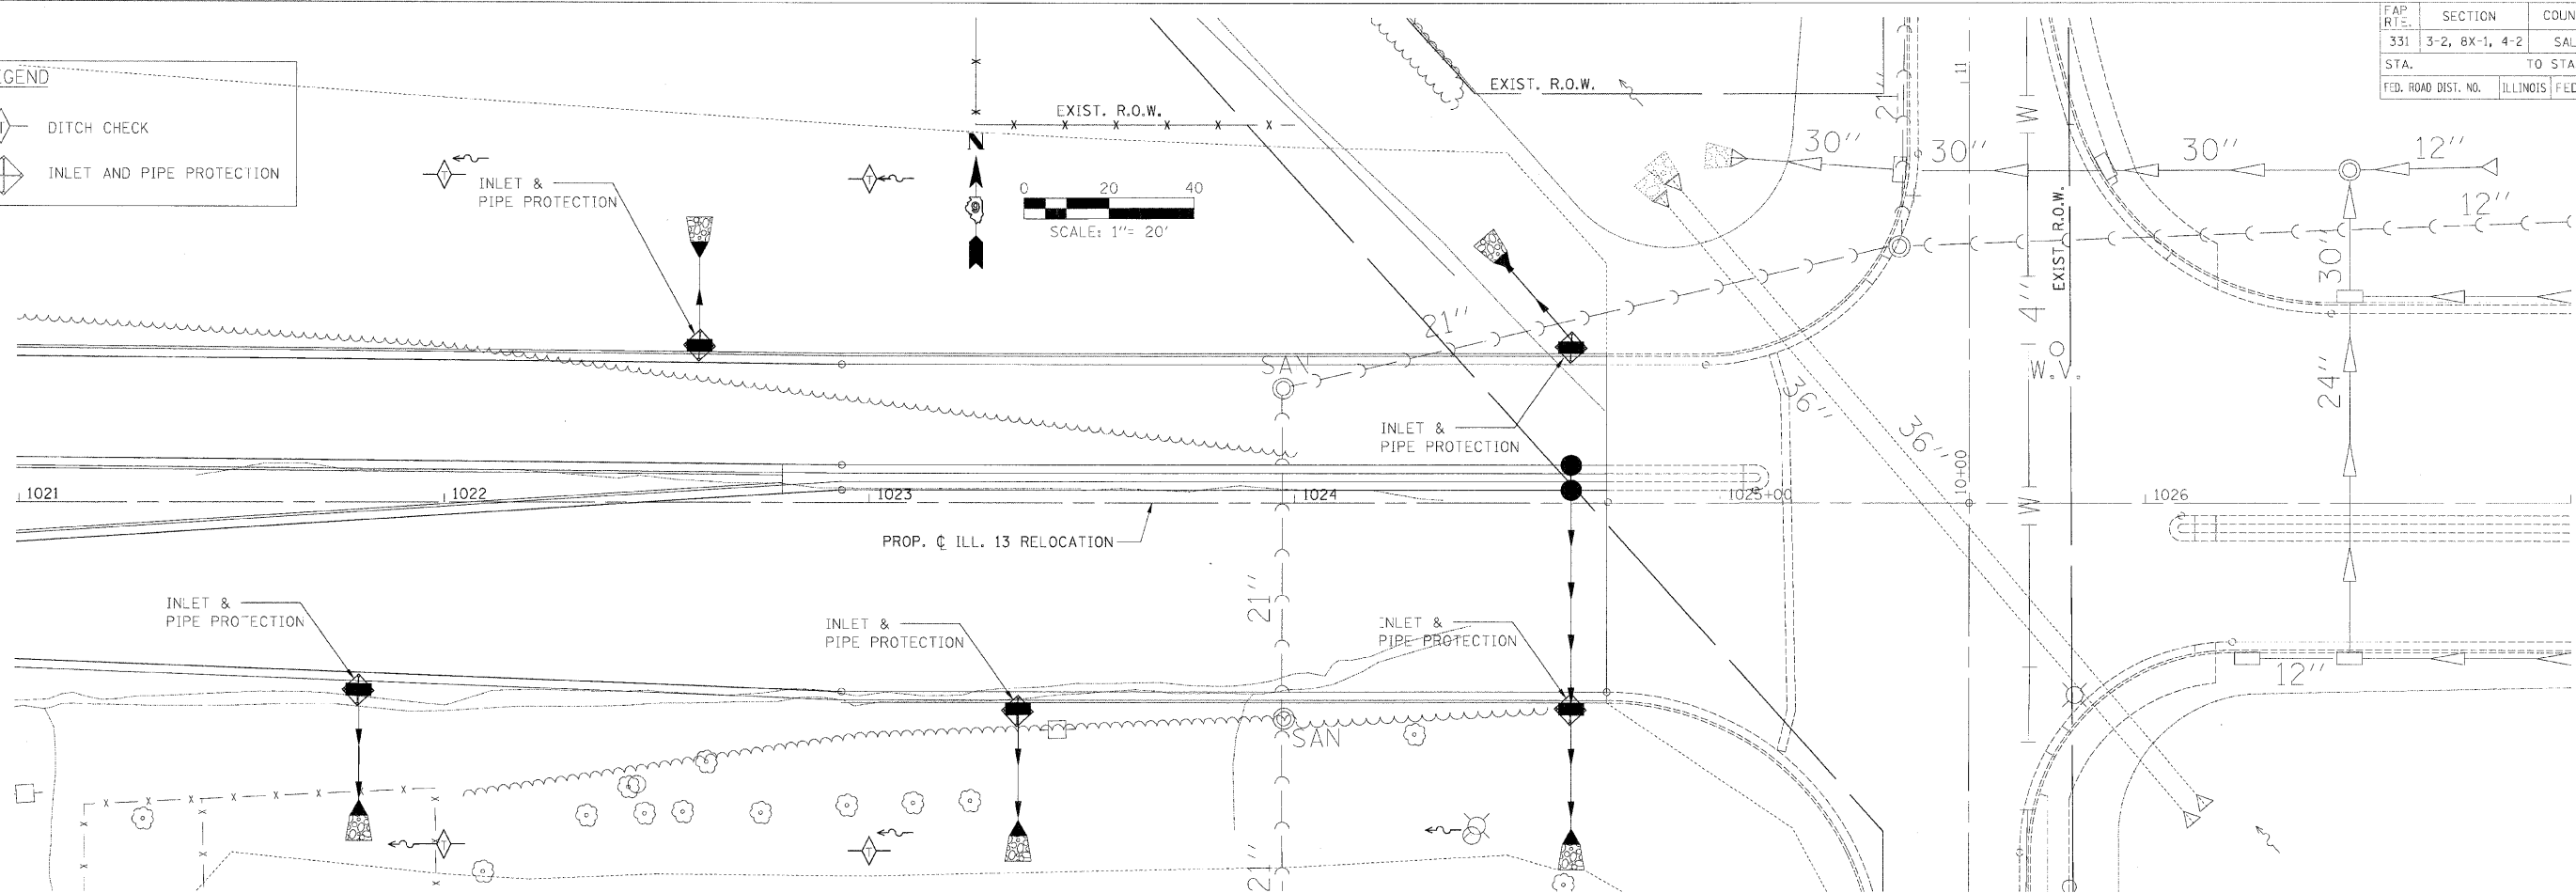 FAP
RTE.
SECTION
331
3-2, 8X-1, 4-2
STA.
TO STA
FED. ROAD DIST. NO.
ILLINOIS
DITCH CHECK
INLET AND PIPE PROTECTION
T
T
INLET &
PIPE PROTECTION
EXIST. R.O.W.
N
9
0 20 40
SCALE: 1"= 20'
EXIST. R.O.W.
21"
11
W
30"
30"
30"
12"
12"
EXIST. R.O.W.
30"
4"
W.V.
24"
21"
SAN
36"
36"
INLET &
PIPE PROTECTION
1021
1022
1023
1024
1025+00
10+00
W
1026
PROP. ℄ ILL. 13 RELOCATION
21"
INLET &
PIPE PROTECTION
INLET &
PIPE PROTECTION
INLET &
PIPE PROTECTION
12"
SAN
T
T
21"